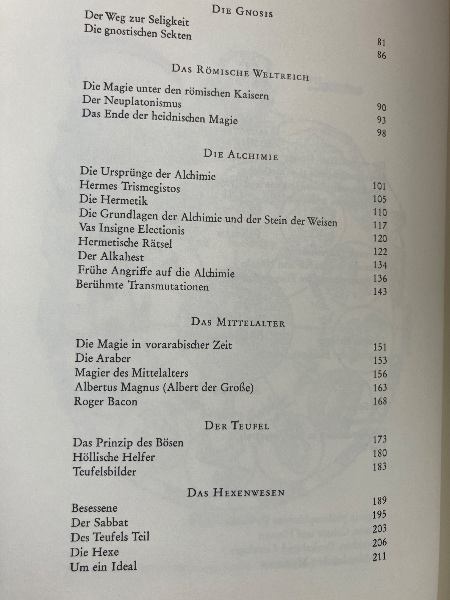 DIE GNOSIS
Der Weg zur Seligkeit 81
Die gnostischen Sekten 86
DAS RÖMISCHE WELTREICH
Die Magie unter den römischen Kaisern 90
Der Neuplatonismus 93
Das Ende der heidnischen Magie 98
DIE ALCHIMIE
Die Ursprünge der Alchimie 101
Hermes Trismegistos 105
Die Hermetik 110
Die Grundlagen der Alchimie und der Stein der Weisen 117
Vas Insigne Electionis 120
Hermetische Rätsel 122
Der Alkahest 134
Frühe Angriffe auf die Alchimie 136
Berühmte Transmutationen 143
DAS MITTELALTER
Die Magie in vorarabischer Zeit 151
Die Araber 153
Magier des Mittelalters 156
Albertus Magnus (Albert der Große) 163
Roger Bacon 168
DER TEUFEL
Das Prinzip des Bösen 173
Höllische Helfer 180
Teufelsbilder 183
DAS HEXENWESEN
Besessene 189
Der Sabbat 195
Des Teufels Teil 203
Die Hexe 206
Um ein Ideal 211